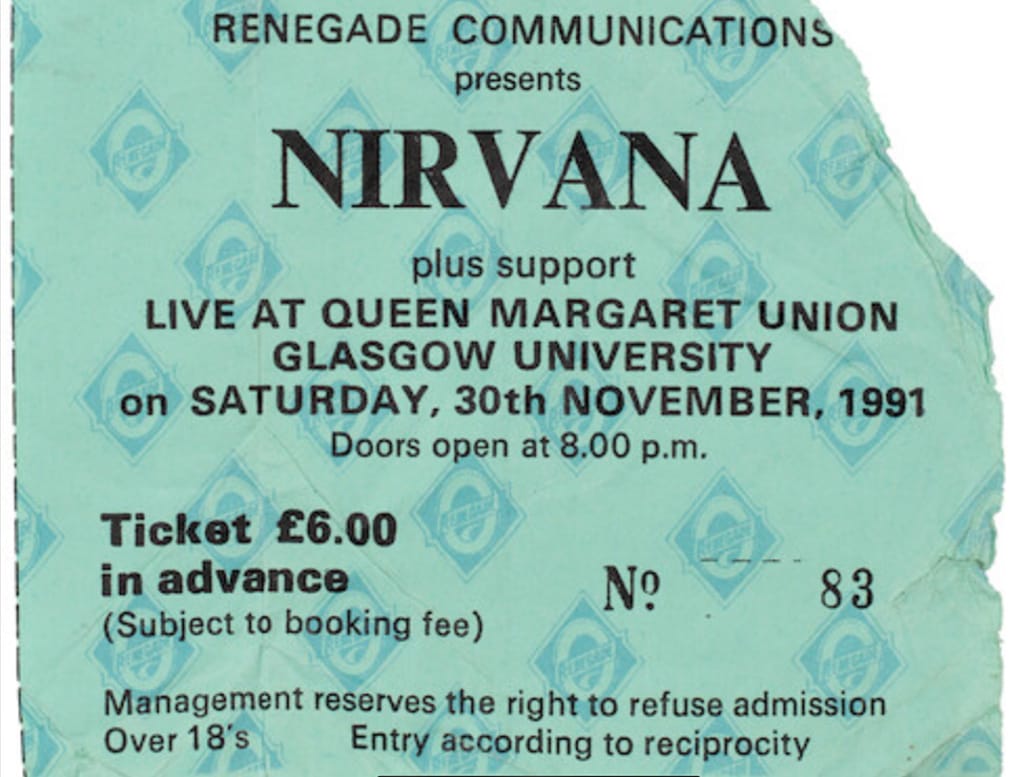 RENEGADE COMMUNICATIONS
presents
NIRVANA
plus support
LIVE AT QUEEN MARGARET UNION
GLASGOW UNIVERSITY
on SATURDAY, 30th NOVEMBER, 1991
Doors open at 8.00 p.m.
Ticket £6.00
in advance
Nº 83
(Subject to booking fee)
Management reserves the right to refuse admission
Over 18's Entry according to reciprocity